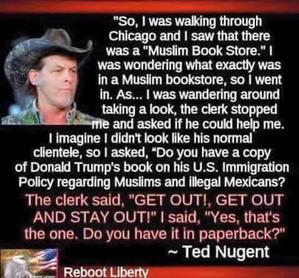 "So, I was walking through
Chicago and I saw that there
was a "Muslim Book Store." I
was wondering what exactly was
in a Muslim bookstore, so I went
in. As... I was wandering around
taking a look, the clerk stopped
me and asked if he could help me.
I imagine I didn't look like his normal
clientele, so I asked, "Do you have a copy
of Donald Trump's book on his U.S. Immigration
Policy regarding Muslims and illegal Mexicans?
The clerk said, "GET OUT!, GET OUT
AND STAY OUT!" I said, "Yes, that's
the one. Do you have it in paperback?"
~ Ted Nugent
Reboot Liberty